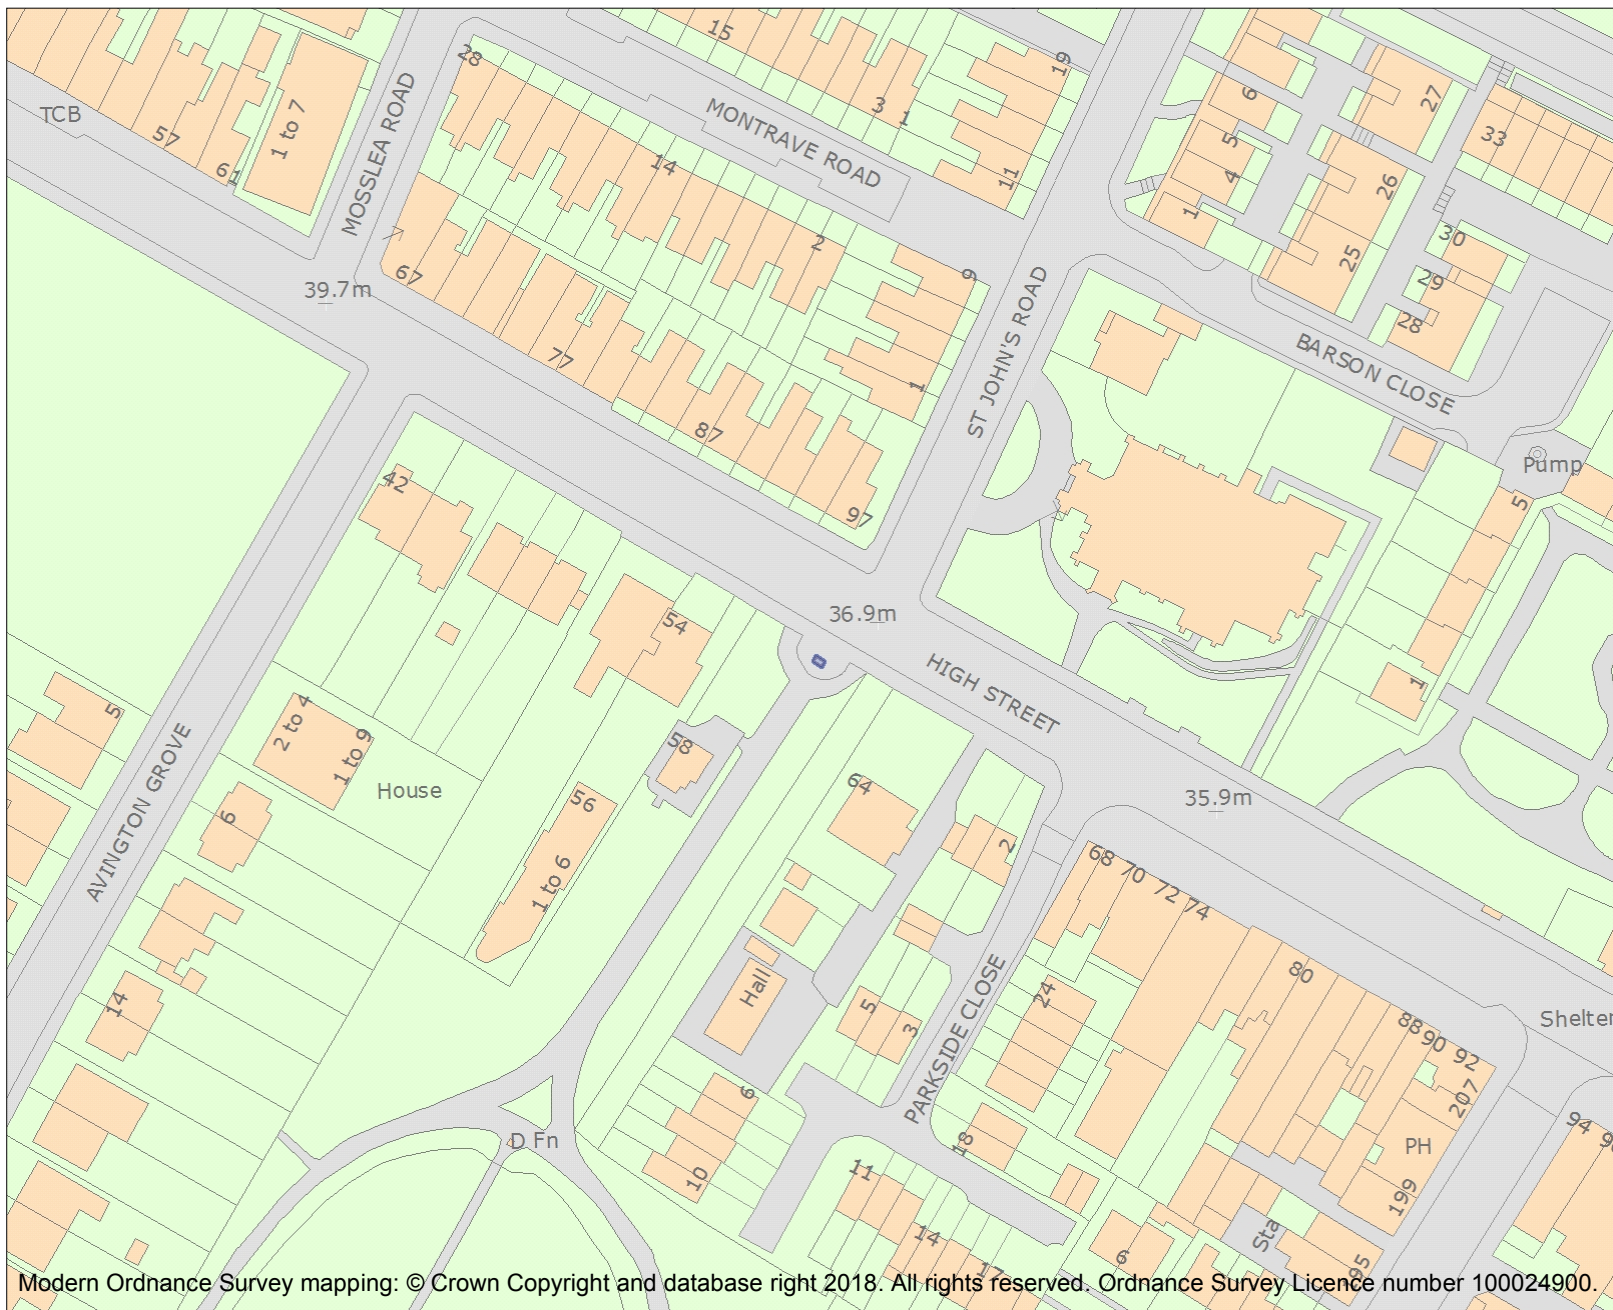 15
19
28
TCB
57
61
1 to 7
MOSSLEA ROAD
MONTRAVE ROAD
3
1
11
14
2
9
67
39.7m
77
87
97
1
ST JOHN'S ROAD
6
5
4
1
27
33
26
25
30
29
28
BARSON CLOSE
Pump
5
1
42
54
36.9m
HIGH STREET
35.9m
5
2 to 4
1 to 9
House
AVINGTON GROVE
6
14
58
56
1 to 6
64
2
Hall
5
3
PARKSIDE CLOSE
68
70
72
74
80
88
90
92
207
Shelter
24
PH
94
199
D Fn
6
10
18
11
14
17
6
Sta
95
Modern Ordnance Survey mapping: © Crown Copyright and database right 2018. All rights reserved. Ordnance Survey Licence number 100024900.